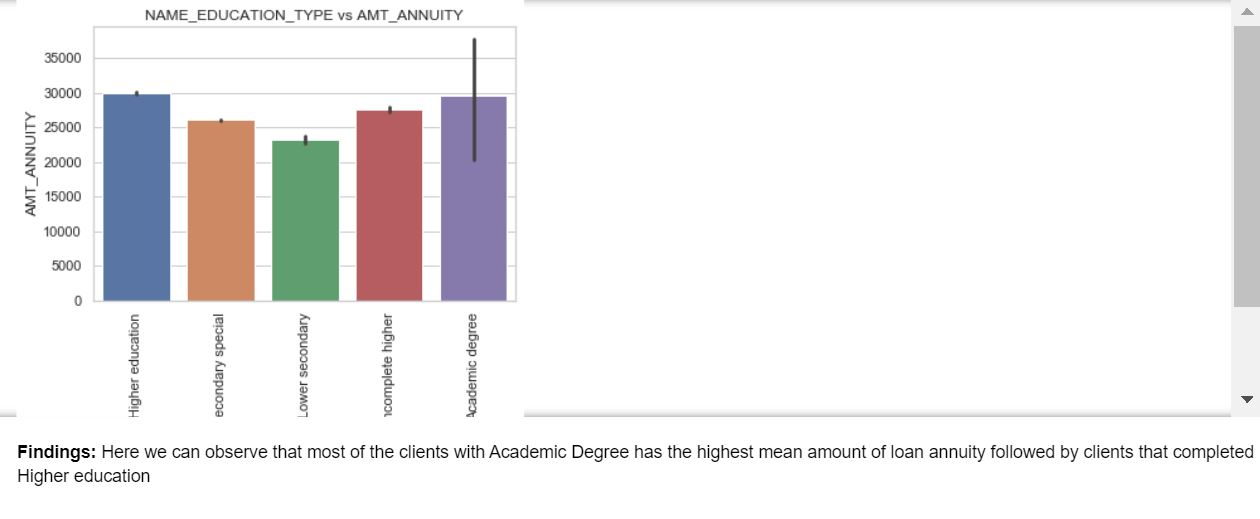 NAME_EDUCATION_TYPE vs AMT_ANNUITY
AMT_ANNUITY
35000
30000
25000
20000
15000
10000
5000
0
Higher education
econdary special
Lower secondary
ncomplete higher
Academic degree
Findings: Here we can observe that most of the clients with Academic Degree has the highest mean amount of loan annuity followed by clients that completed
Higher education